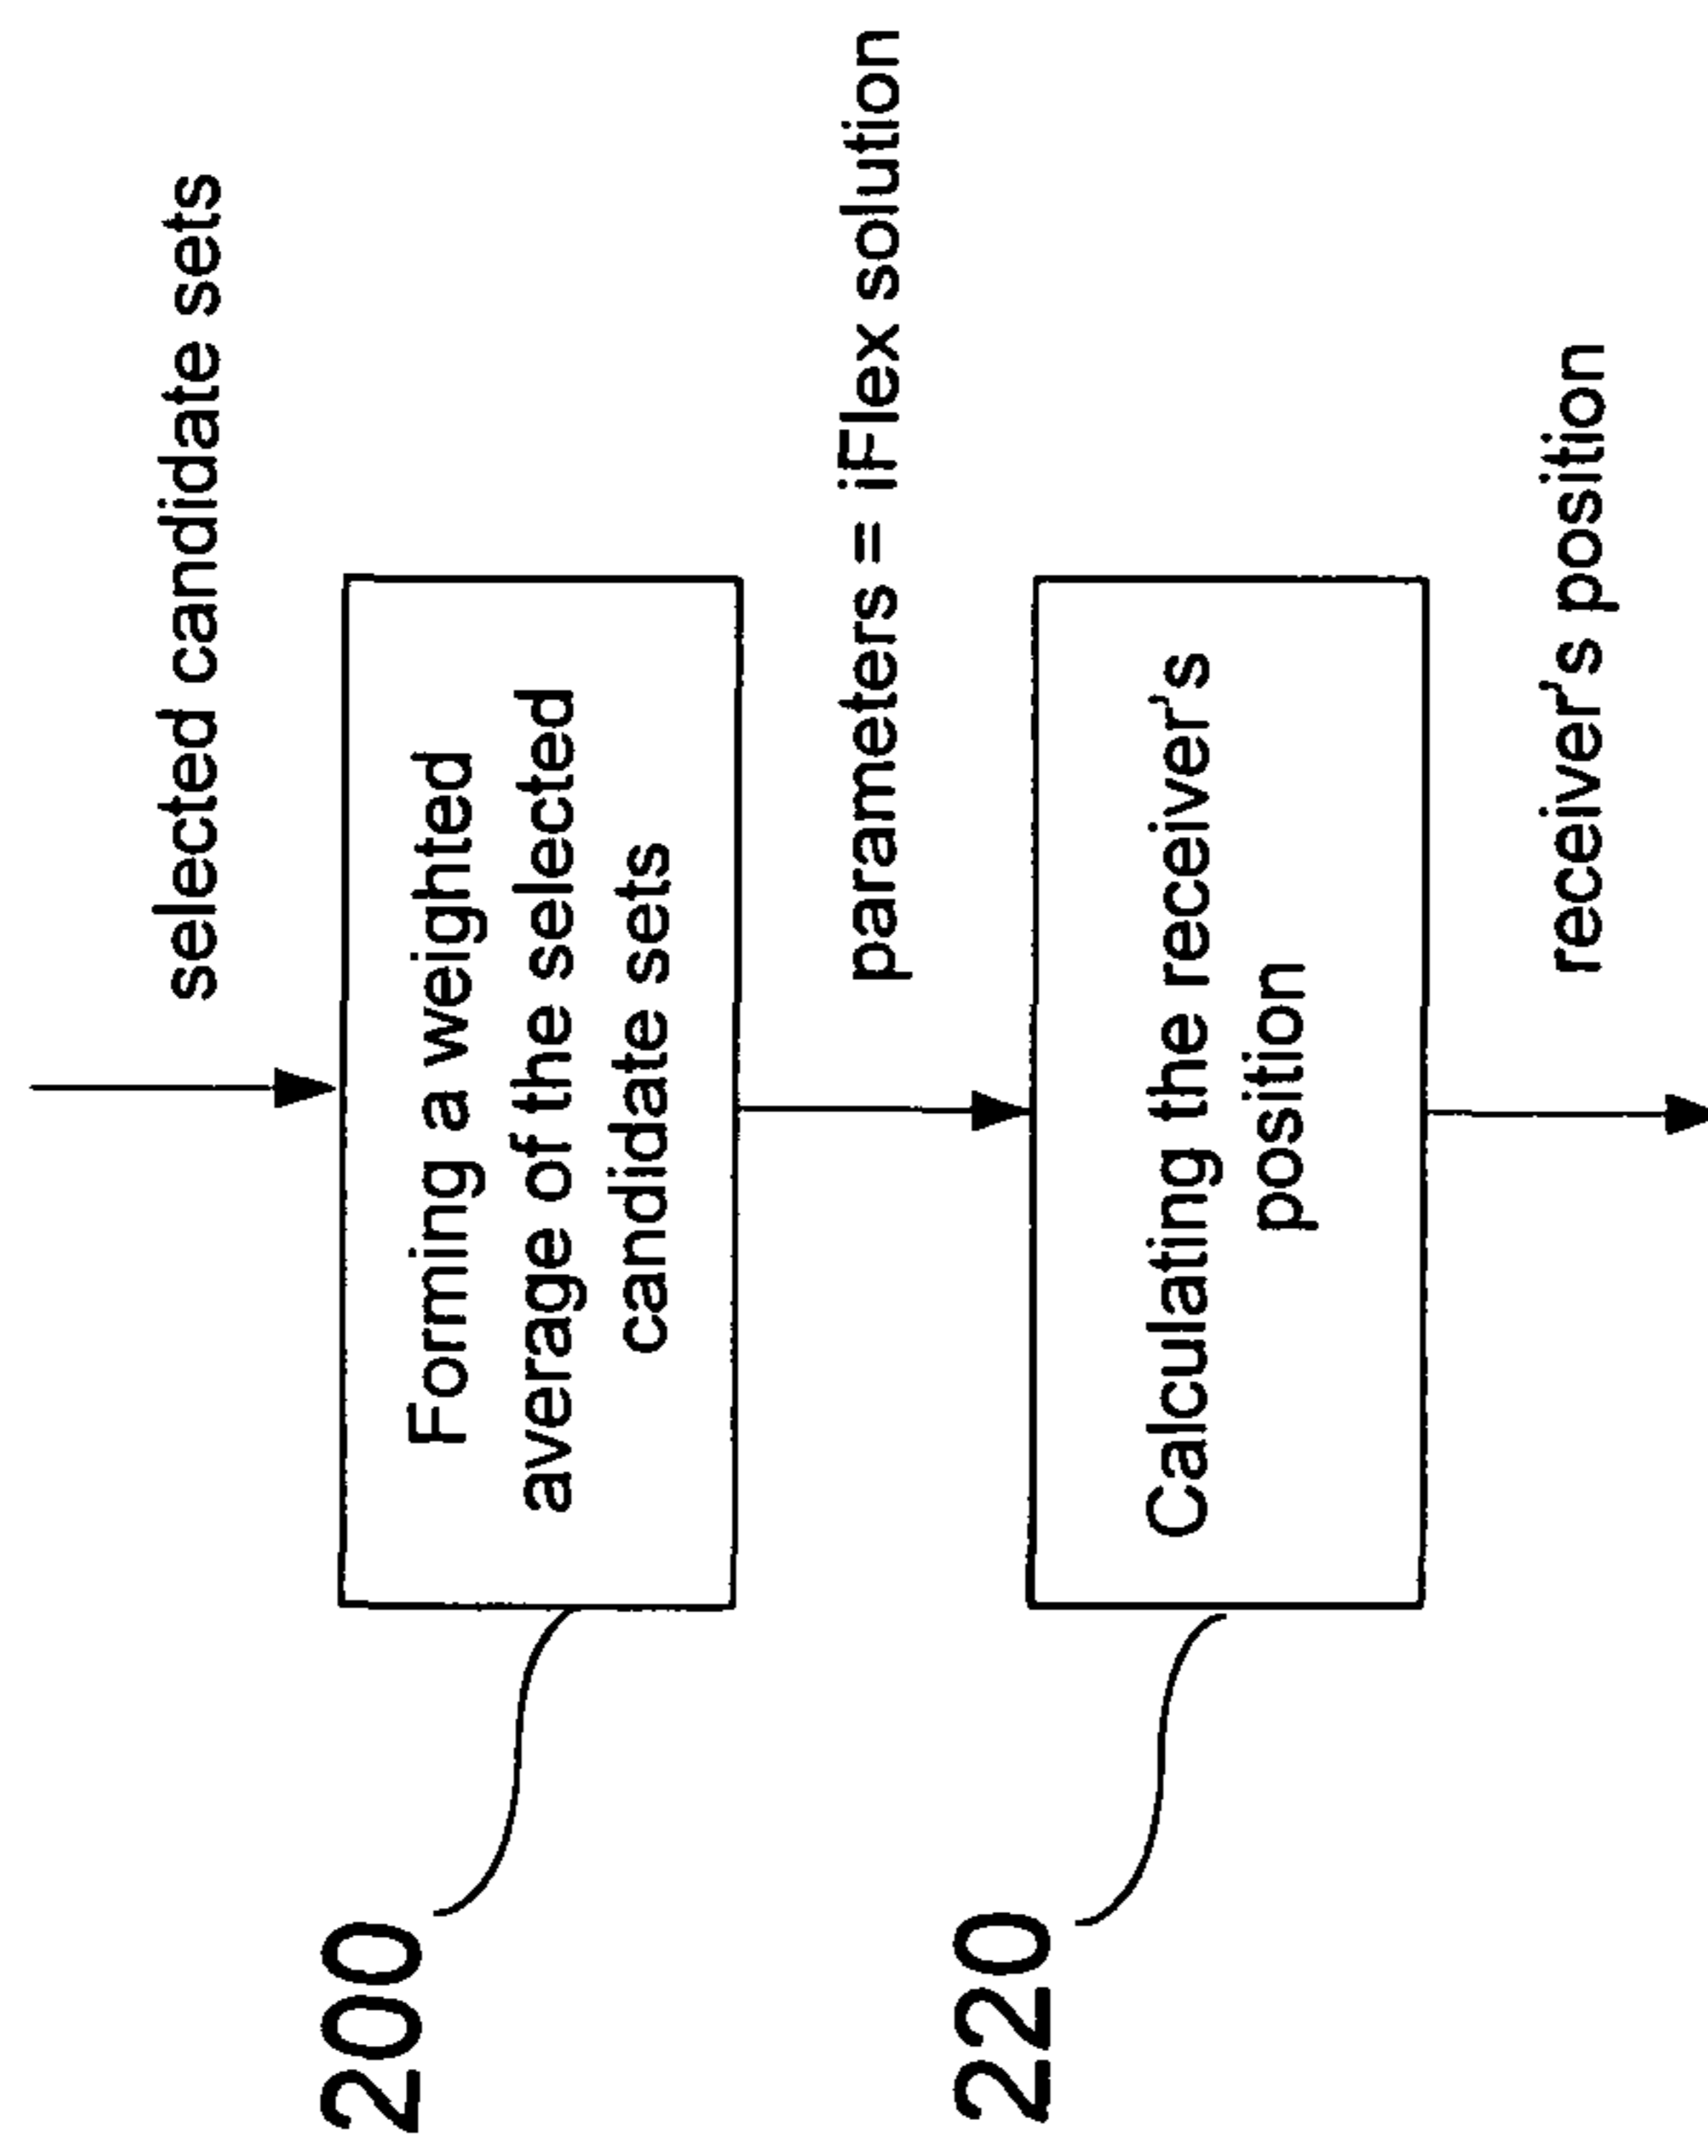 selected candidate sets
200
Forming a weighted
average of the selected
candidate sets
parameters = iFlex solution
220
Calculating the receiver's
position
receiver's position